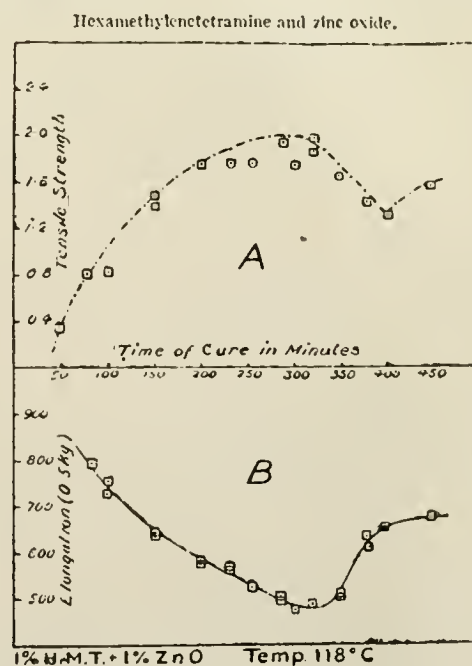 Hexamethylenetetramine and zinc oxide.
2.4
2.0
1.6
1.2
0.8
0.4
Tensile Strength
A
Time of Cure in Minutes
50 100 150 200 250 300 350 400 450
900
800
700
600
500
Elongation (0.5kg)
B
1% H.M.T. + 1% ZnO Temp. 118°C